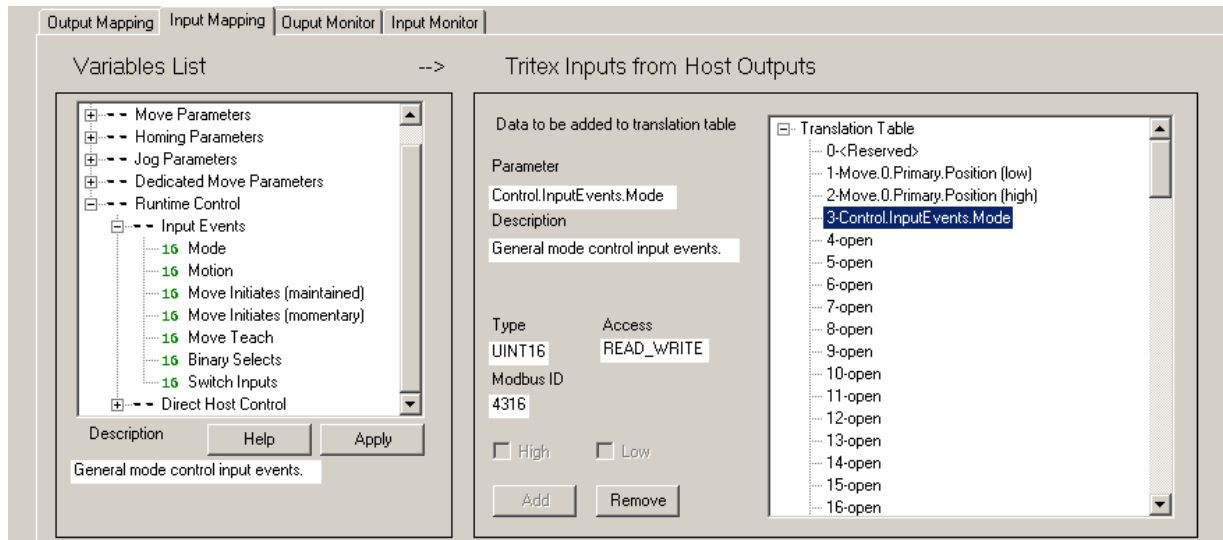 Output Mapping Input Mapping Ouput Monitor Input Monitor
Variables List -->
Tritex Inputs from Host Outputs
Move Parameters
Homing Parameters
Jog Parameters
Dedicated Move Parameters
Runtime Control
Input Events
16 Mode
16 Motion
16 Move Initiates (maintained)
16 Move Initiates (momentary)
16 Move Teach
16 Binary Selects
16 Switch Inputs
Direct Host Control
Description Help Apply
General mode control input events.
Data to be added to translation table
Parameter
Control.InputEvents.Mode
Description
General mode control input events.
Type Access
UINT16 READ_WRITE
Modbus ID
4316
High Low
Add Remove
Translation Table
0-<Reserved>
1-Move.0.Primary.Position (low)
2-Move.0.Primary.Position (high)
3-Control.InputEvents.Mode
4-open
5-open
6-open
7-open
8-open
9-open
10-open
11-open
12-open
13-open
14-open
15-open
16-open